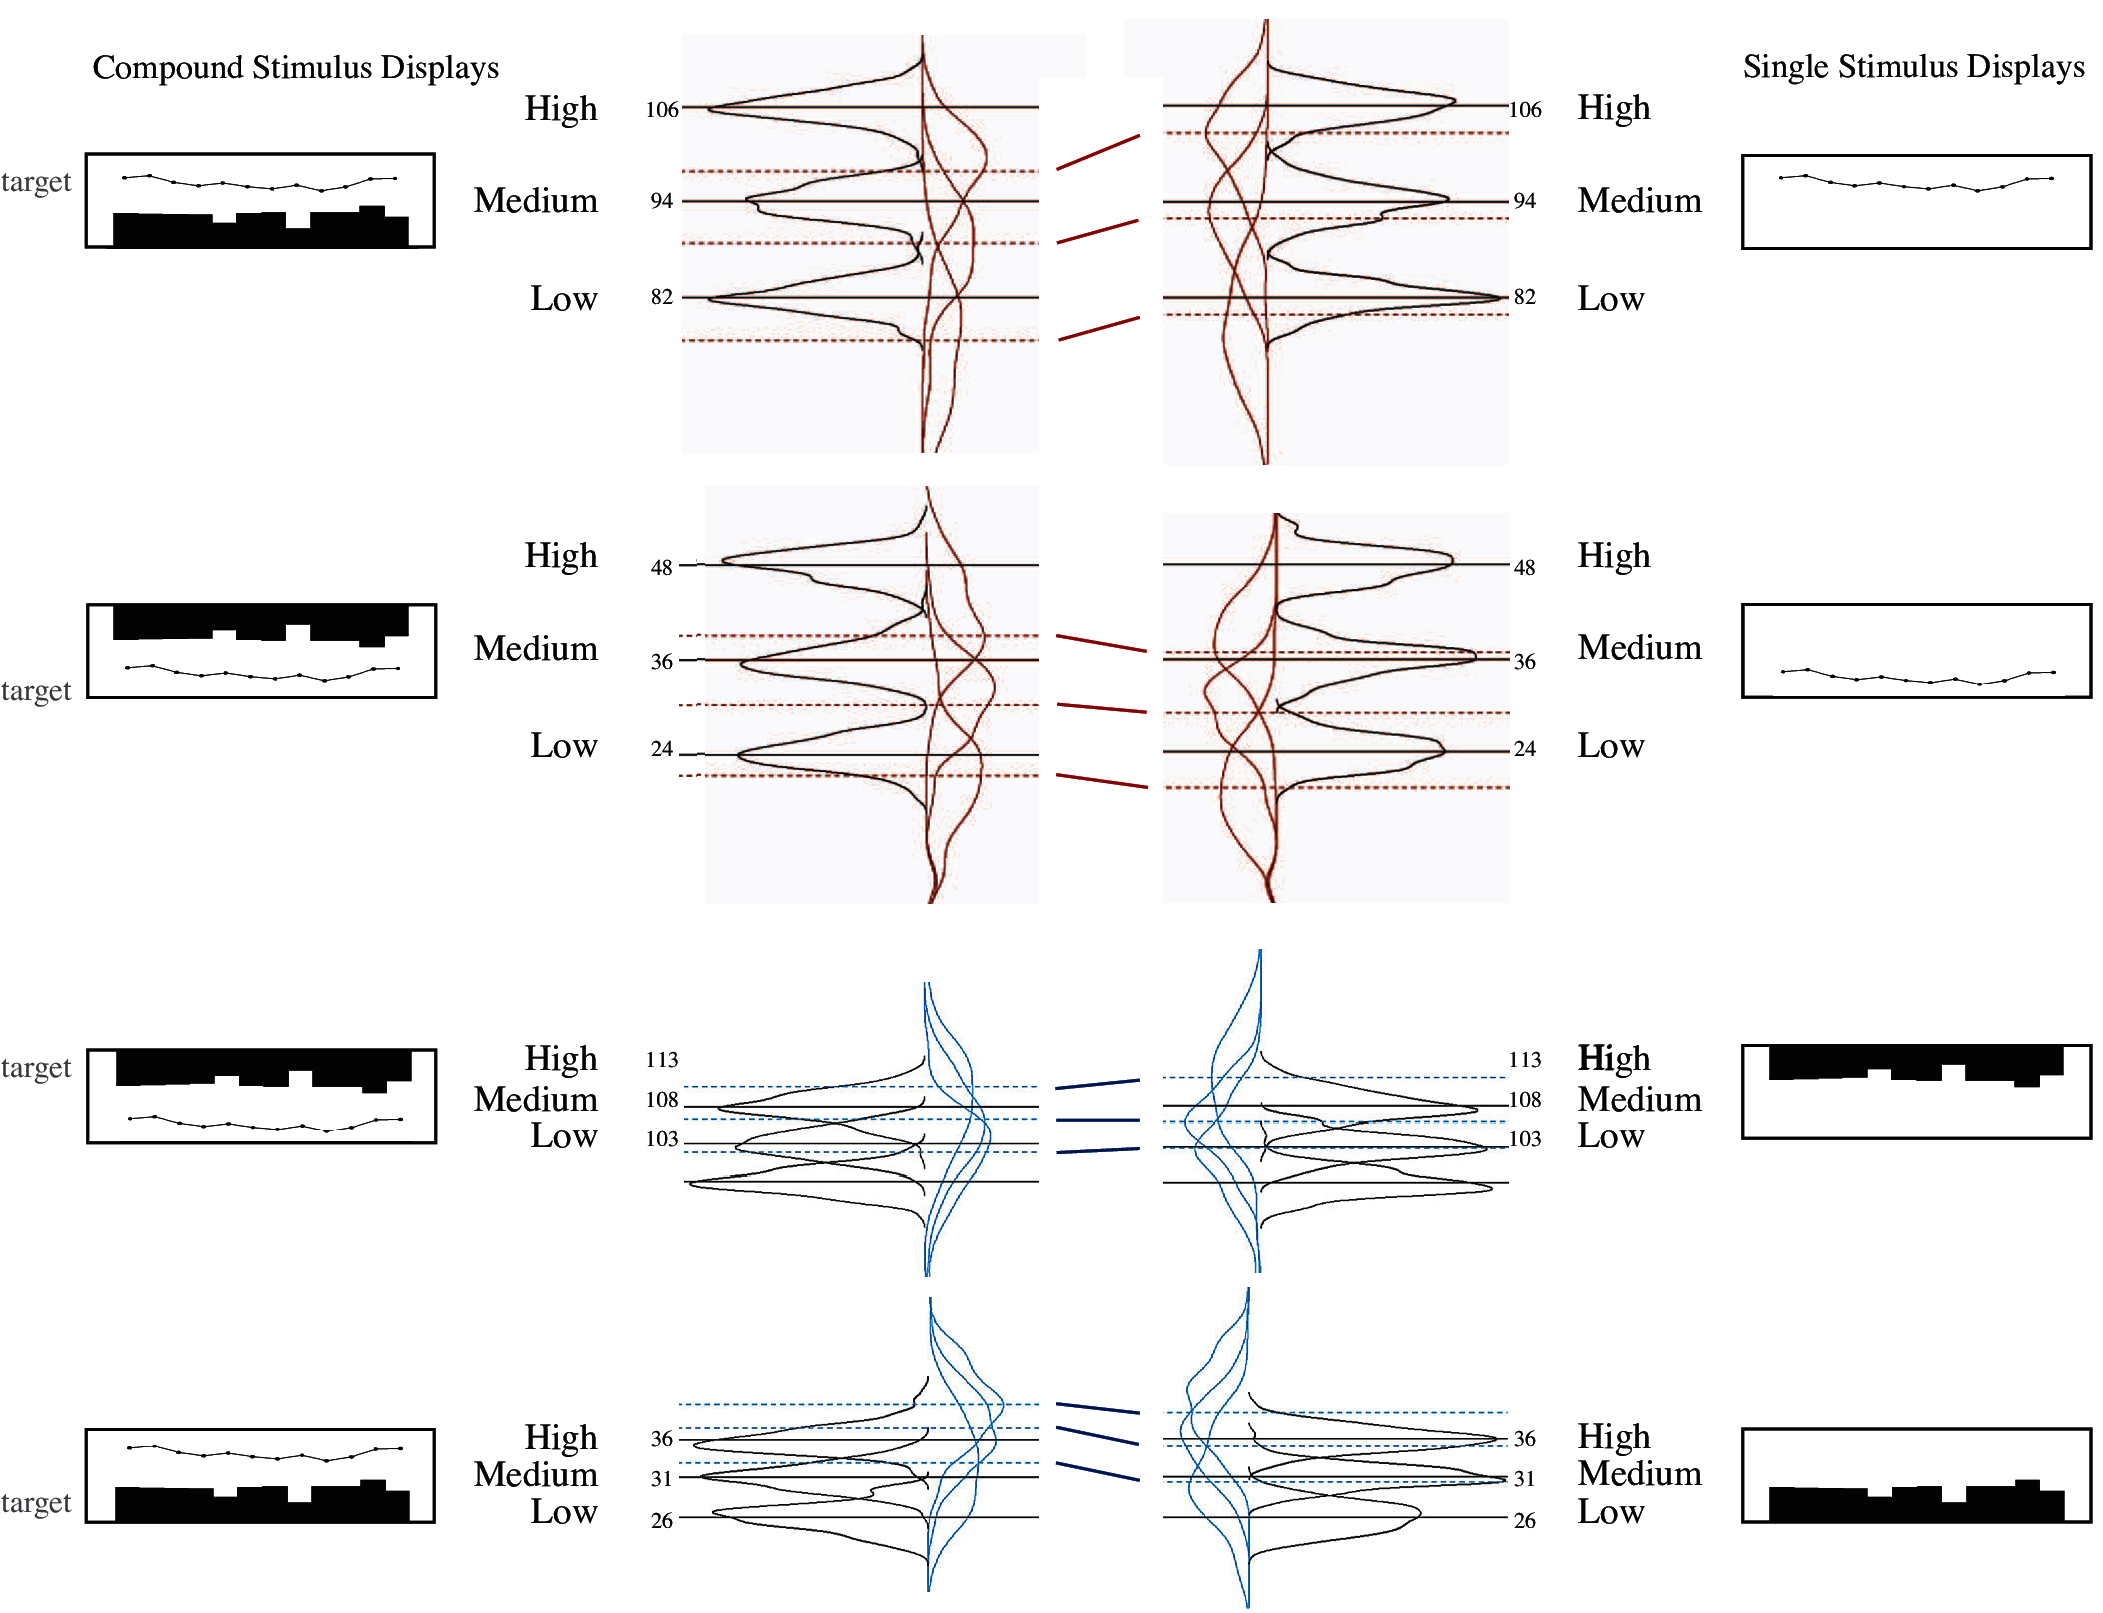 Compound Stimulus Displays
Single Stimulus Displays
High 106
106 High
target
Medium 94
94 Medium
Low 82
82 Low
High 48
48 High
target
Medium 36
36 Medium
Low 24
24 Low
target
High 113
113 High
Medium 108
108 Medium
Low 103
103 Low
High 36
36 High
Medium 31
31 Medium
target
Low 26
26 Low